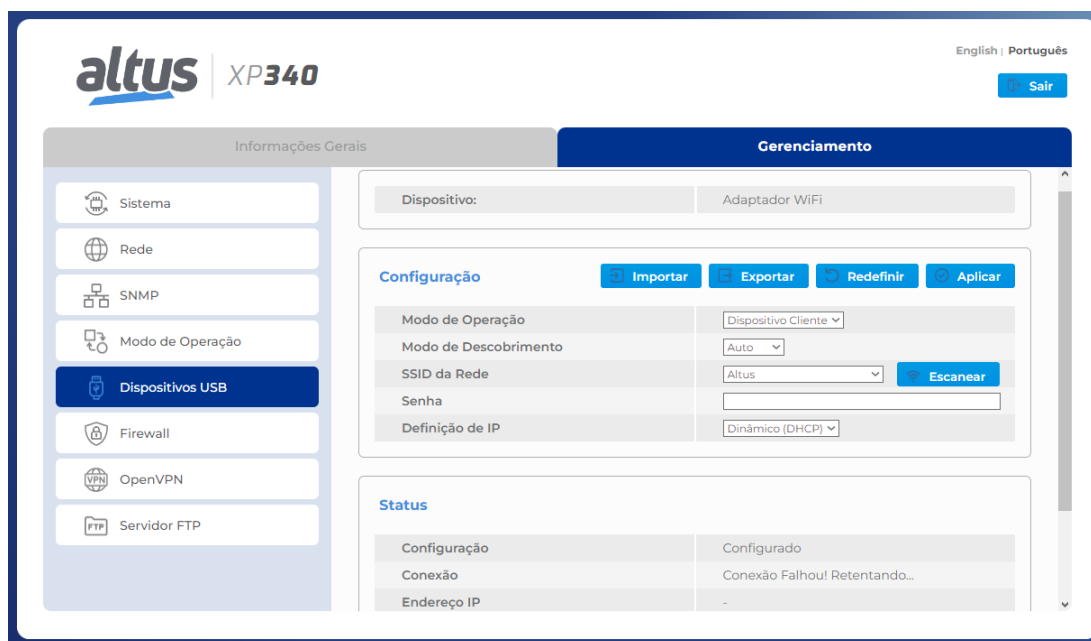 English | Português
altus XP340
Sair
Informações Gerais
Gerenciamento
Sistema
Rede
SNMP
Modo de Operação
Dispositivos USB
Firewall
VPN OpenVPN
FTP Servidor FTP
Dispositivo: Adaptador WiFi
Configuração Importar Exportar Redefinir Aplicar
Modo de Operação Dispositivo Cliente
Modo de Descobrimento Auto
SSID da Rede Altus Escanear
Senha
Definição de IP Dinâmico (DHCP)
Status
Configuração Configurado
Conexão Conexão Falhou! Retentando...
Endereço IP -